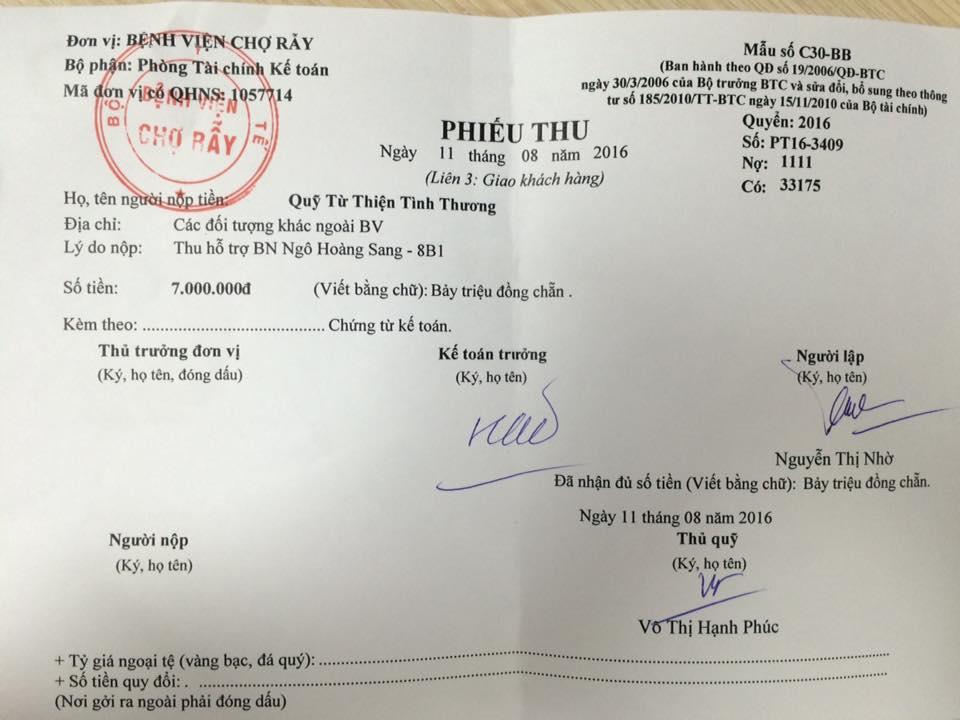 Đơn vị: BỆNH VIỆN CHỢ RẪY
Bộ phận: Phòng Tài chính Kế toán
Mã đơn vị có QHNS: 1057714
BỘ Y TẾ
BỆNH VIỆN
CHỢ RẪY
Mẫu số C30-BB
(Ban hành theo QĐ số 19/2006/QĐ-BTC
ngày 30/3/2006 của Bộ trưởng BTC và sửa đổi, bổ sung theo thông
tư số 185/2010/TT-BTC ngày 15/11/2010 của Bộ tài chính)
Quyển: 2016
Số: PT16-3409
Nợ: 1111
Có: 33175
PHIẾU THU
Ngày 11 tháng 08 năm 2016
(Liên 3: Giao khách hàng)
Họ, tên người nộp tiền: Quỹ Từ Thiện Tình Thương
Địa chỉ: Các đối tượng khác ngoài BV
Lý do nộp: Thu hỗ trợ BN Ngô Hoàng Sang - 8B1
Số tiền: 7.000.000đ (Viết bằng chữ): Bảy triệu đồng chẵn .
Kèm theo: .................................. Chứng từ kế toán.
Thủ trưởng đơn vị Kế toán trưởng Người lập
(Ký, họ tên, đóng dấu) (Ký, họ tên) (Ký, họ tên)
Nguyễn Thị Nhờ
Đã nhận đủ số tiền (Viết bằng chữ): Bảy triệu đồng chẵn.
Ngày 11 tháng 08 năm 2016
Người nộp Thủ quỹ
(Ký, họ tên) (Ký, họ tên)
Võ Thị Hạnh Phúc
+ Tỷ giá ngoại tệ (vàng bạc, đá quý): ....................................................
+ Số tiền quy đổi: . ....................................................
(Nơi gởi ra ngoài phải đóng dấu)